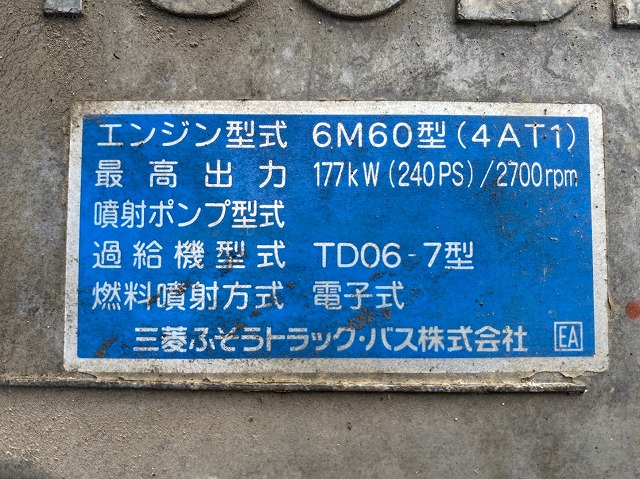 エンジン型式 6M60型(4AT1)
最高出力 177kW(240PS)/2700rpm
噴射ポンプ型式
過給機型式 TD06-7型
燃料噴射方式 電子式
三菱ふそうトラック・バス株式会社 EA